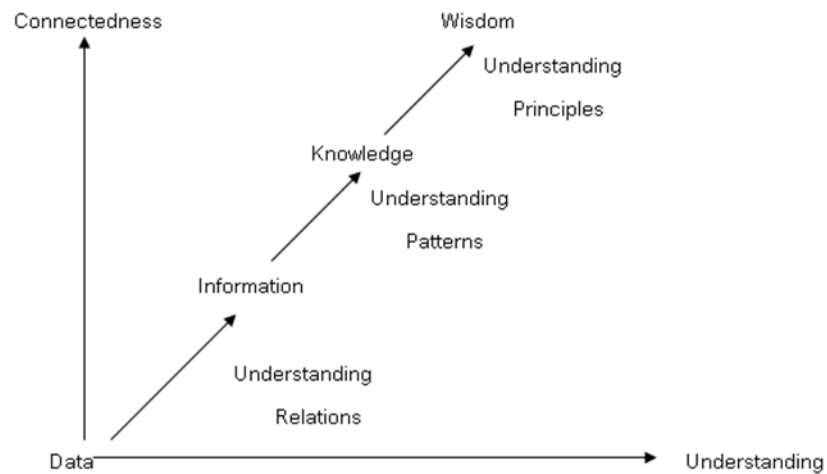 Connectedness
Wisdom
Understanding
Principles
Knowledge
Understanding
Patterns
Information
Understanding
Relations
Data
Understanding